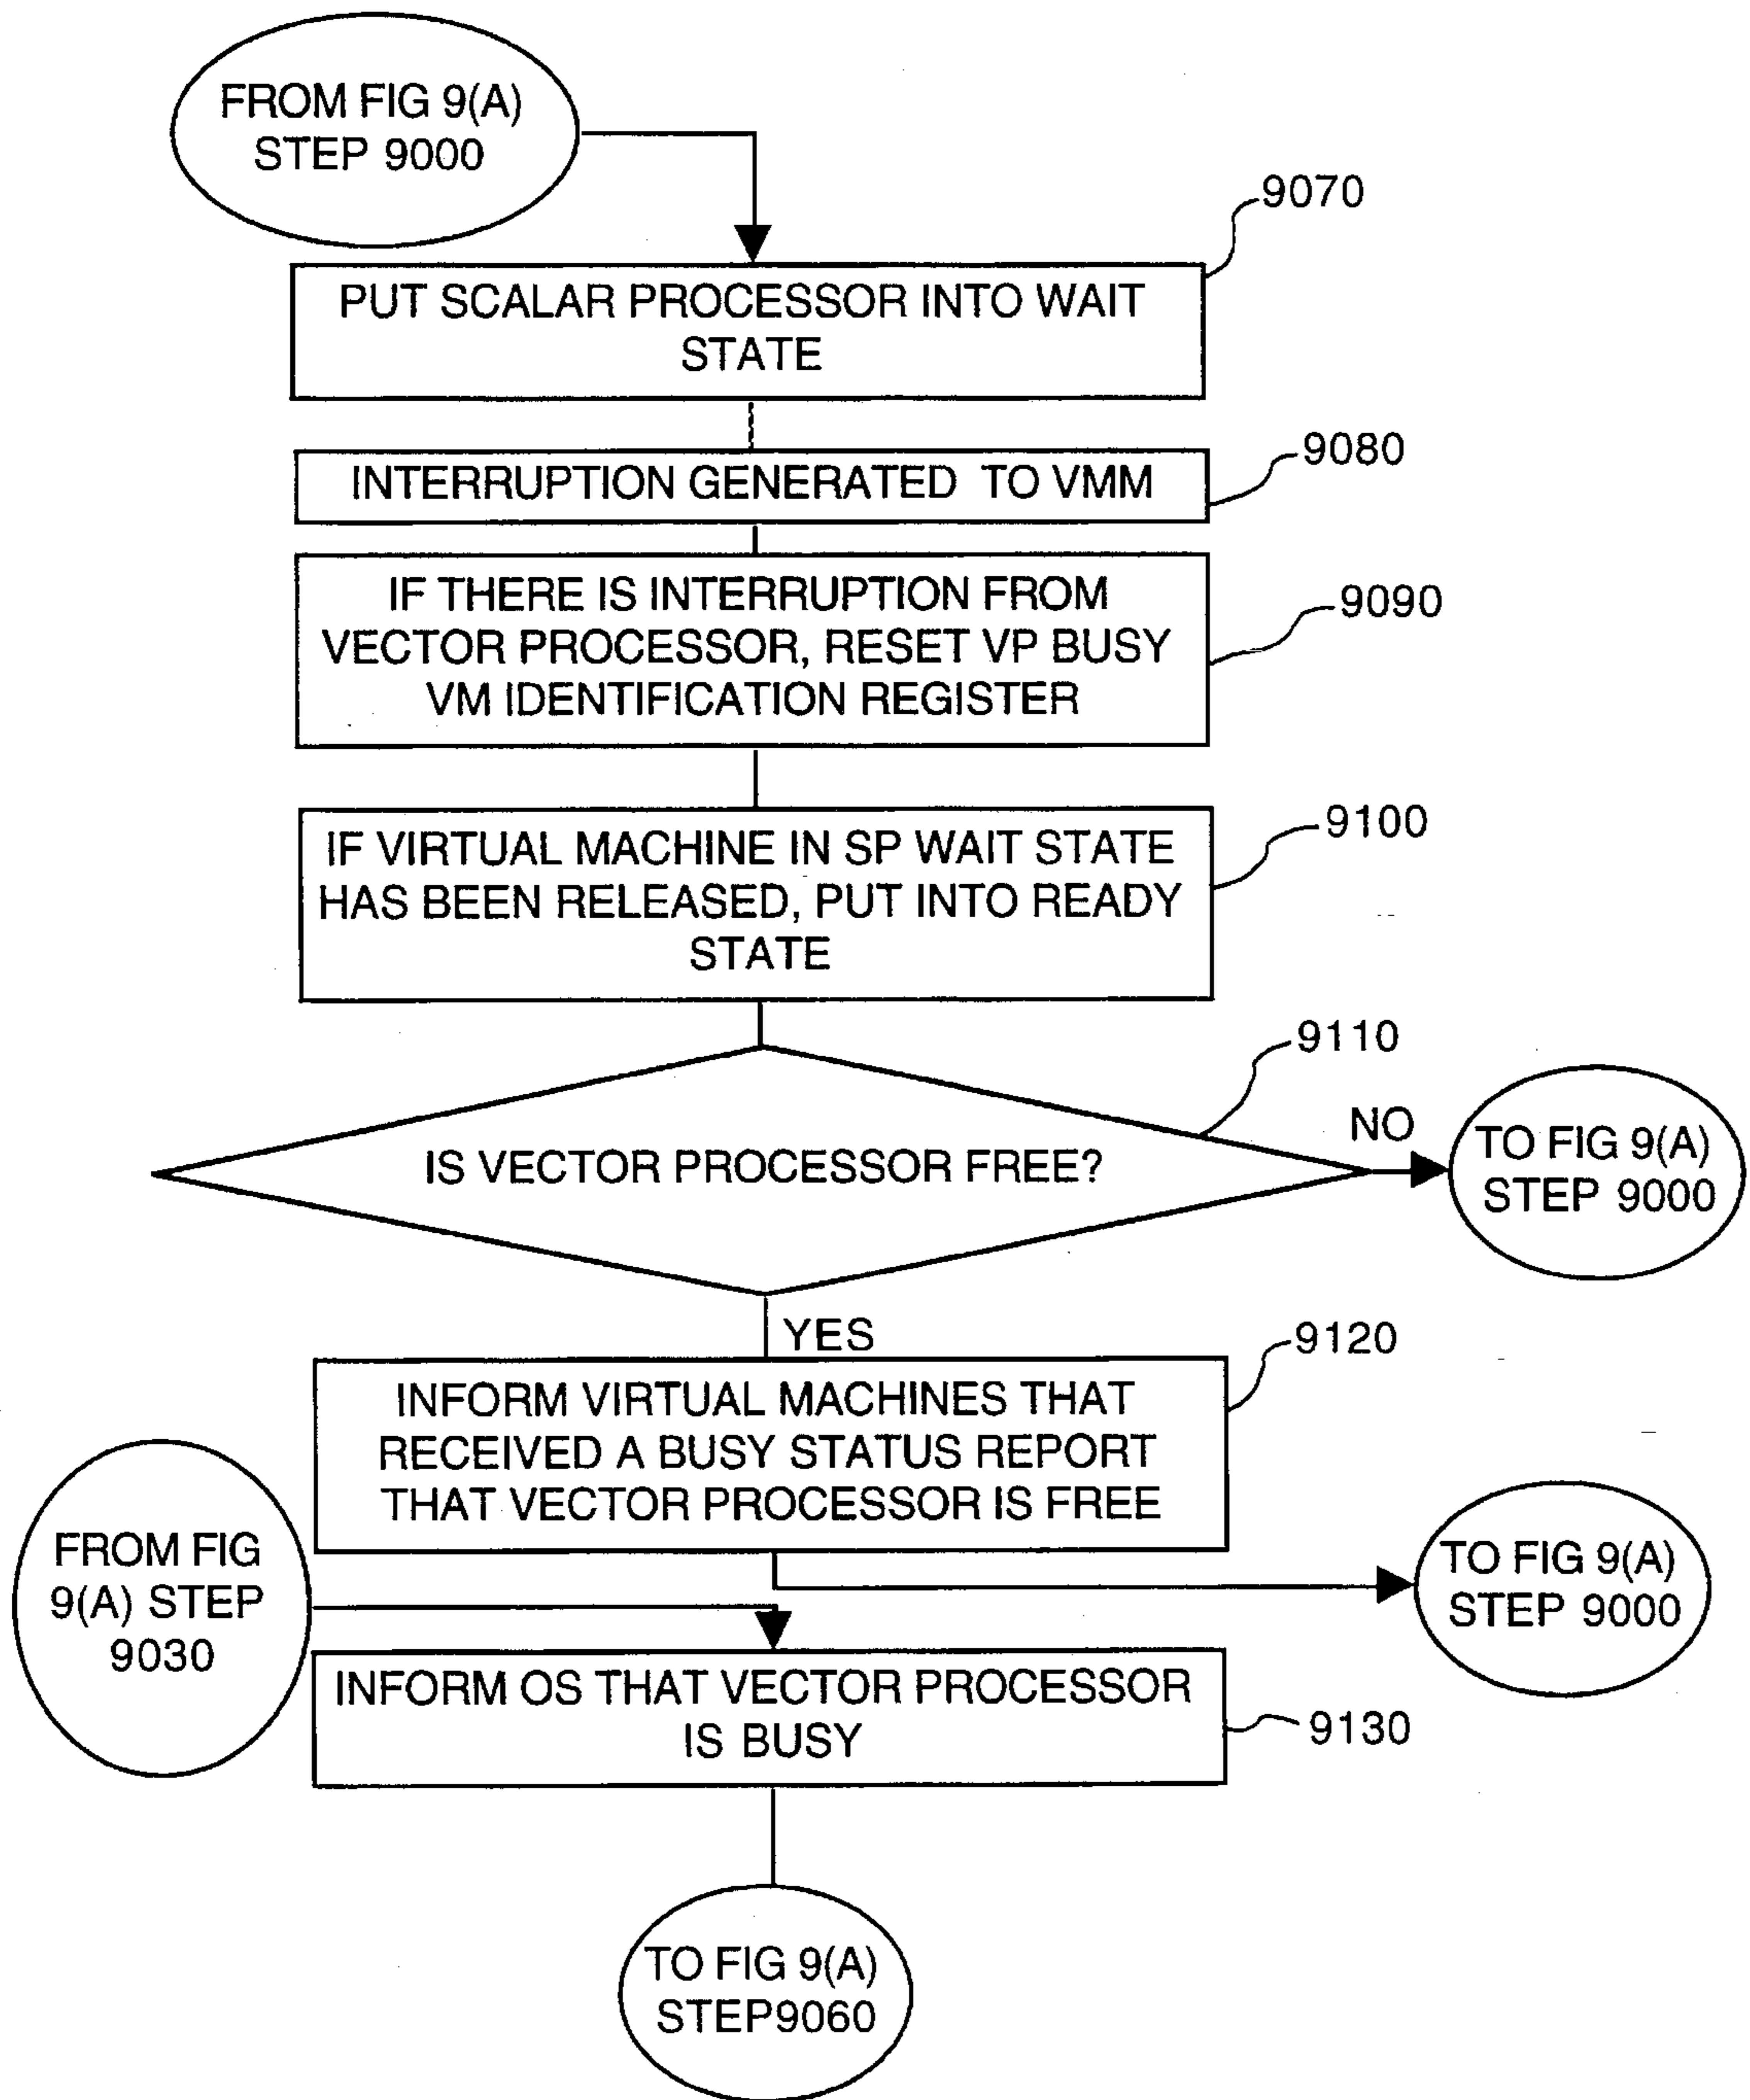 FROM FIG 9(A)
STEP 9000
9070
PUT SCALAR PROCESSOR INTO WAIT
STATE
9080
INTERRUPTION GENERATED TO VMM
9090
IF THERE IS INTERRUPTION FROM
VECTOR PROCESSOR, RESET VP BUSY
VM IDENTIFICATION REGISTER
9100
IF VIRTUAL MACHINE IN SP WAIT STATE
HAS BEEN RELEASED, PUT INTO READY
STATE
9110
IS VECTOR PROCESSOR FREE?
NO
TO FIG 9(A)
STEP 9000
YES
9120
INFORM VIRTUAL MACHINES THAT
RECEIVED A BUSY STATUS REPORT
THAT VECTOR PROCESSOR IS FREE
TO FIG 9(A)
STEP 9000
FROM FIG
9(A) STEP
9030
INFORM OS THAT VECTOR PROCESSOR
IS BUSY
9130
TO FIG 9(A)
STEP9060